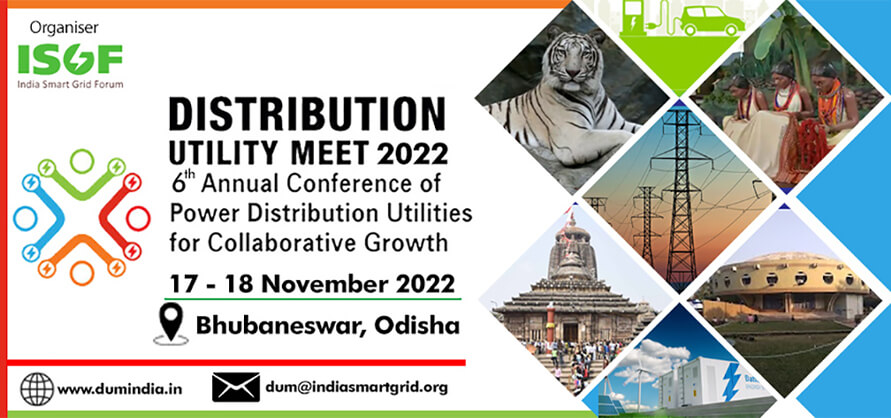 Organiser
ISGF
India Smart Grid Forum
DISTRIBUTION
UTILITY MEET 2022
6th Annual Conference of
Power Distribution Utilities
for Collaborative Growth
17 - 18 November 2022
Bhubaneswar, Odisha
www.dumindia.in
dum@indiasmartgrid.org